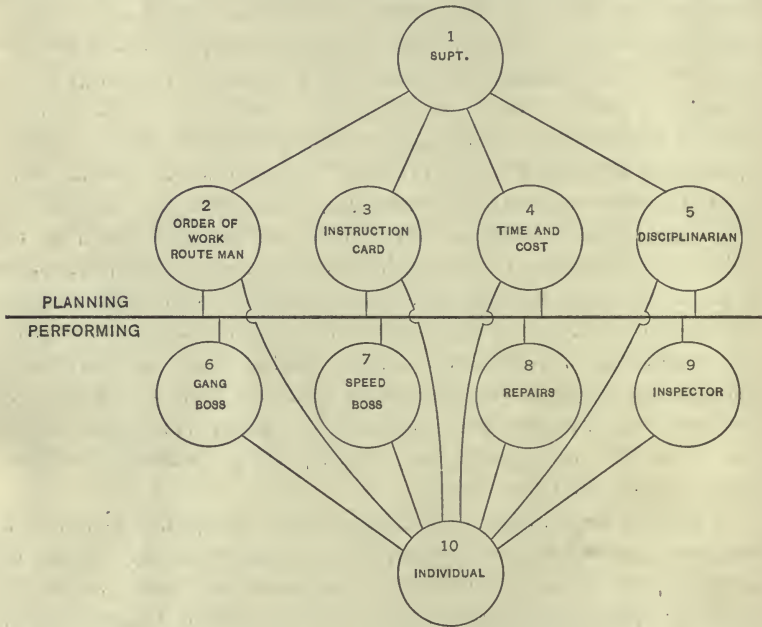 1
SUPT.
2
ORDER OF
WORK
ROUTE MAN
3
INSTRUCTION
CARD
4
TIME AND
COST
5
DISCIPLINARIAN
PLANNING
PERFORMING
6
GANG
BOSS
7
SPEED
BOSS
8
REPAIRS
9
INSPECTOR
10
INDIVIDUAL